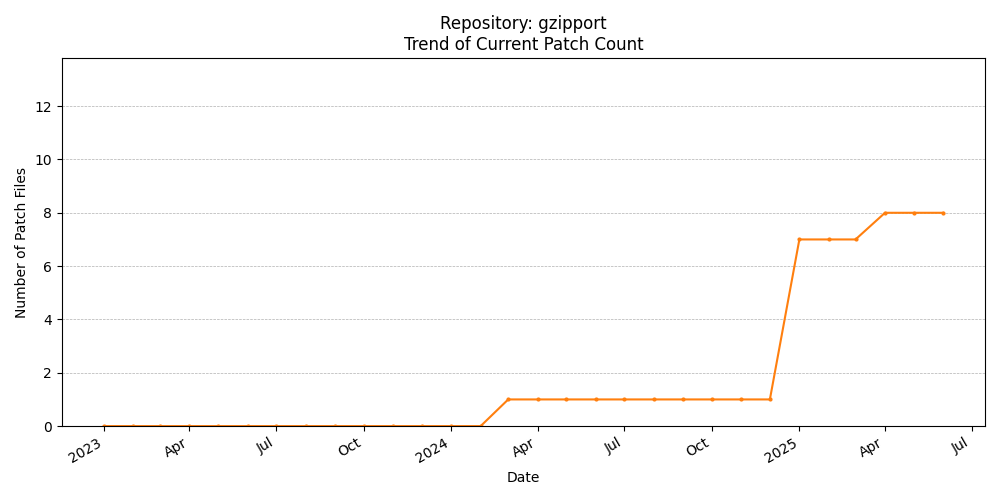 Repository: gzipport
Trend of Current Patch Count
Number of Patch Files
12
10
8
6
4
2
0
2023
Apr
Jul
Oct
2024
Apr
Jul
Oct
2025
Apr
Jul
Date